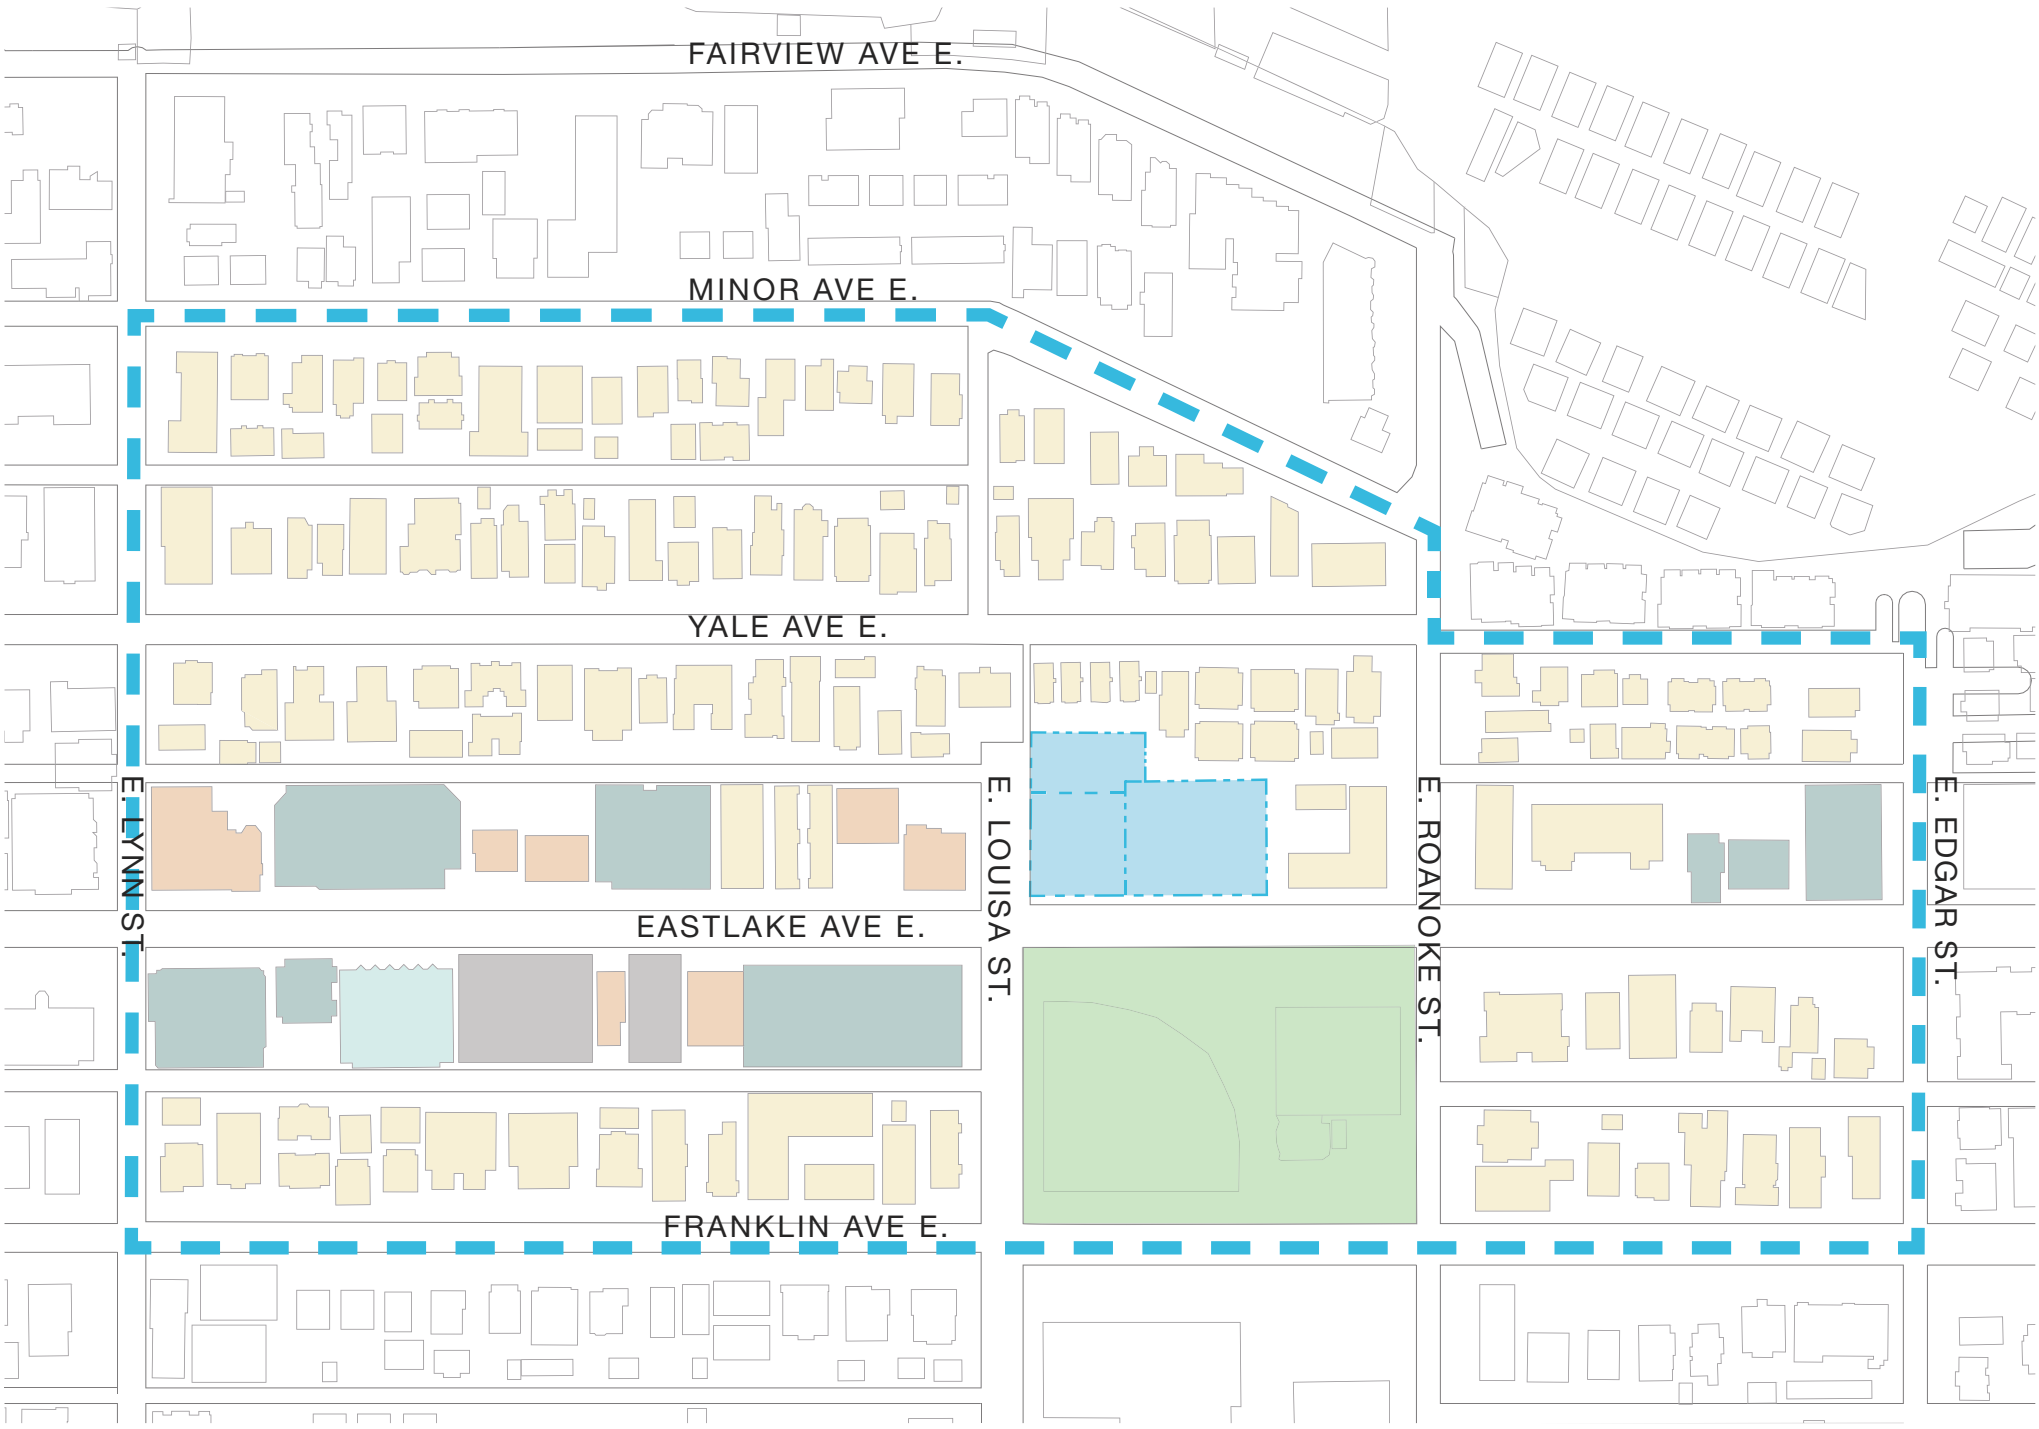 FAIRVIEW AVE E.
MINOR AVE E.
YALE AVE E.
E. LYNN ST.
E. LOUISA ST.
E. ROANOKE ST.
E. EDGAR ST.
EASTLAKE AVE E.
FRANKLIN AVE E.